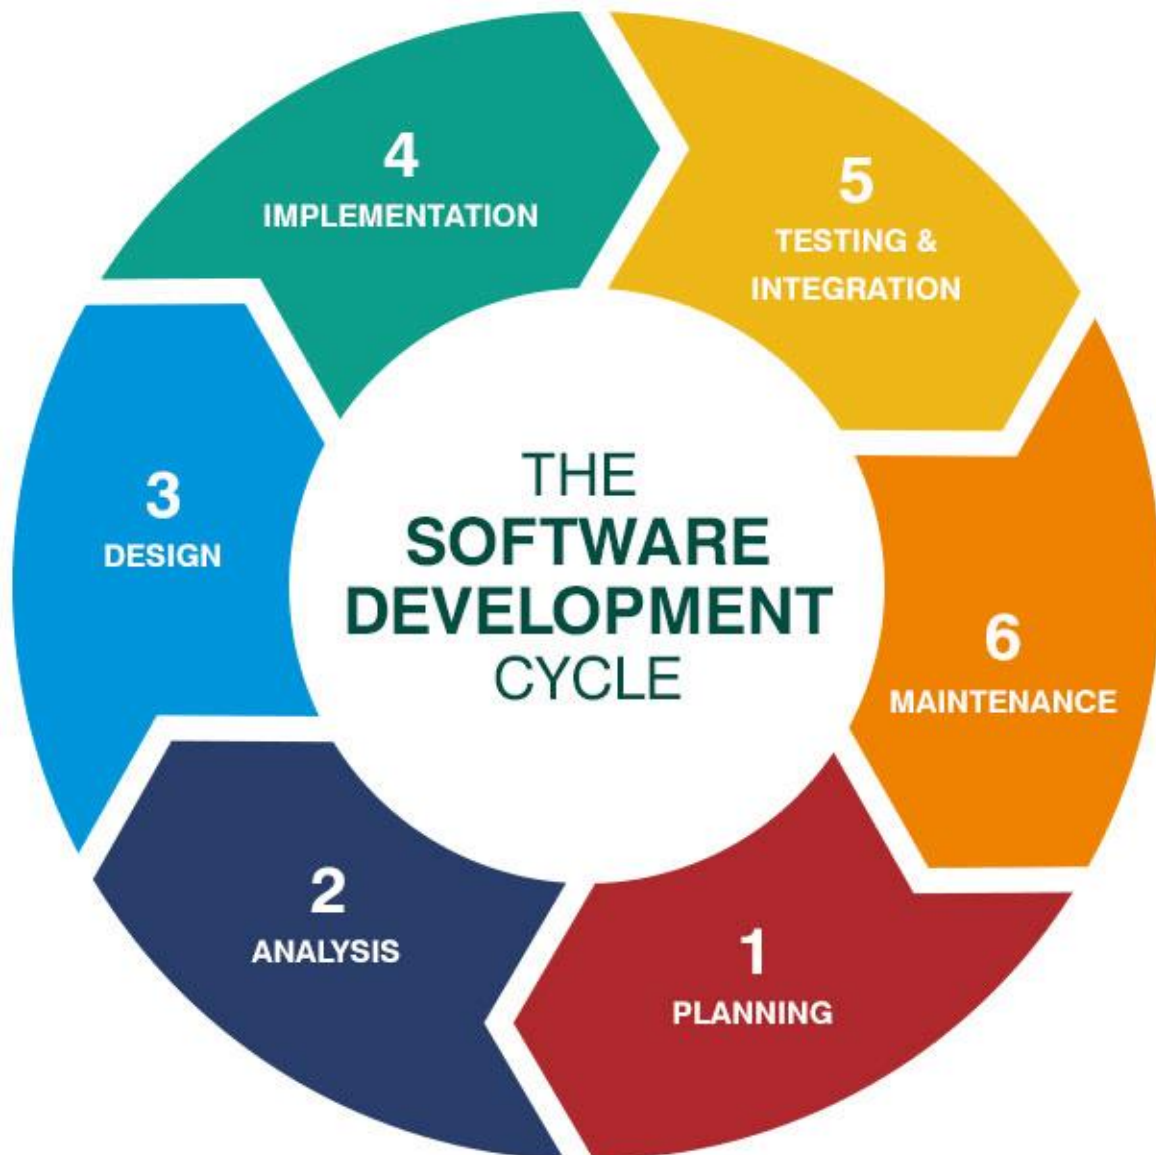 4
IMPLEMENTATION
5
TESTING &
INTEGRATION
3
DESIGN
THE
SOFTWARE
DEVELOPMENT
CYCLE
6
MAINTENANCE
2
ANALYSIS
1
PLANNING